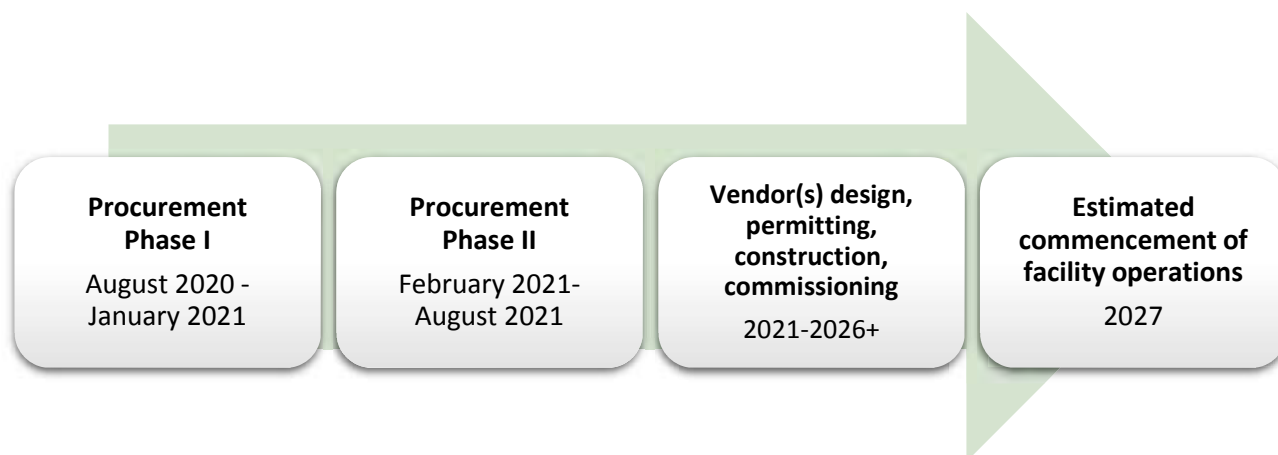 Procurement
Phase I
August 2020 -
January 2021
Procurement
Phase II
February 2021-
August 2021
Vendor(s) design,
permitting,
construction,
commissioning
2021-2026+
Estimated
commencement of
facility operations
2027